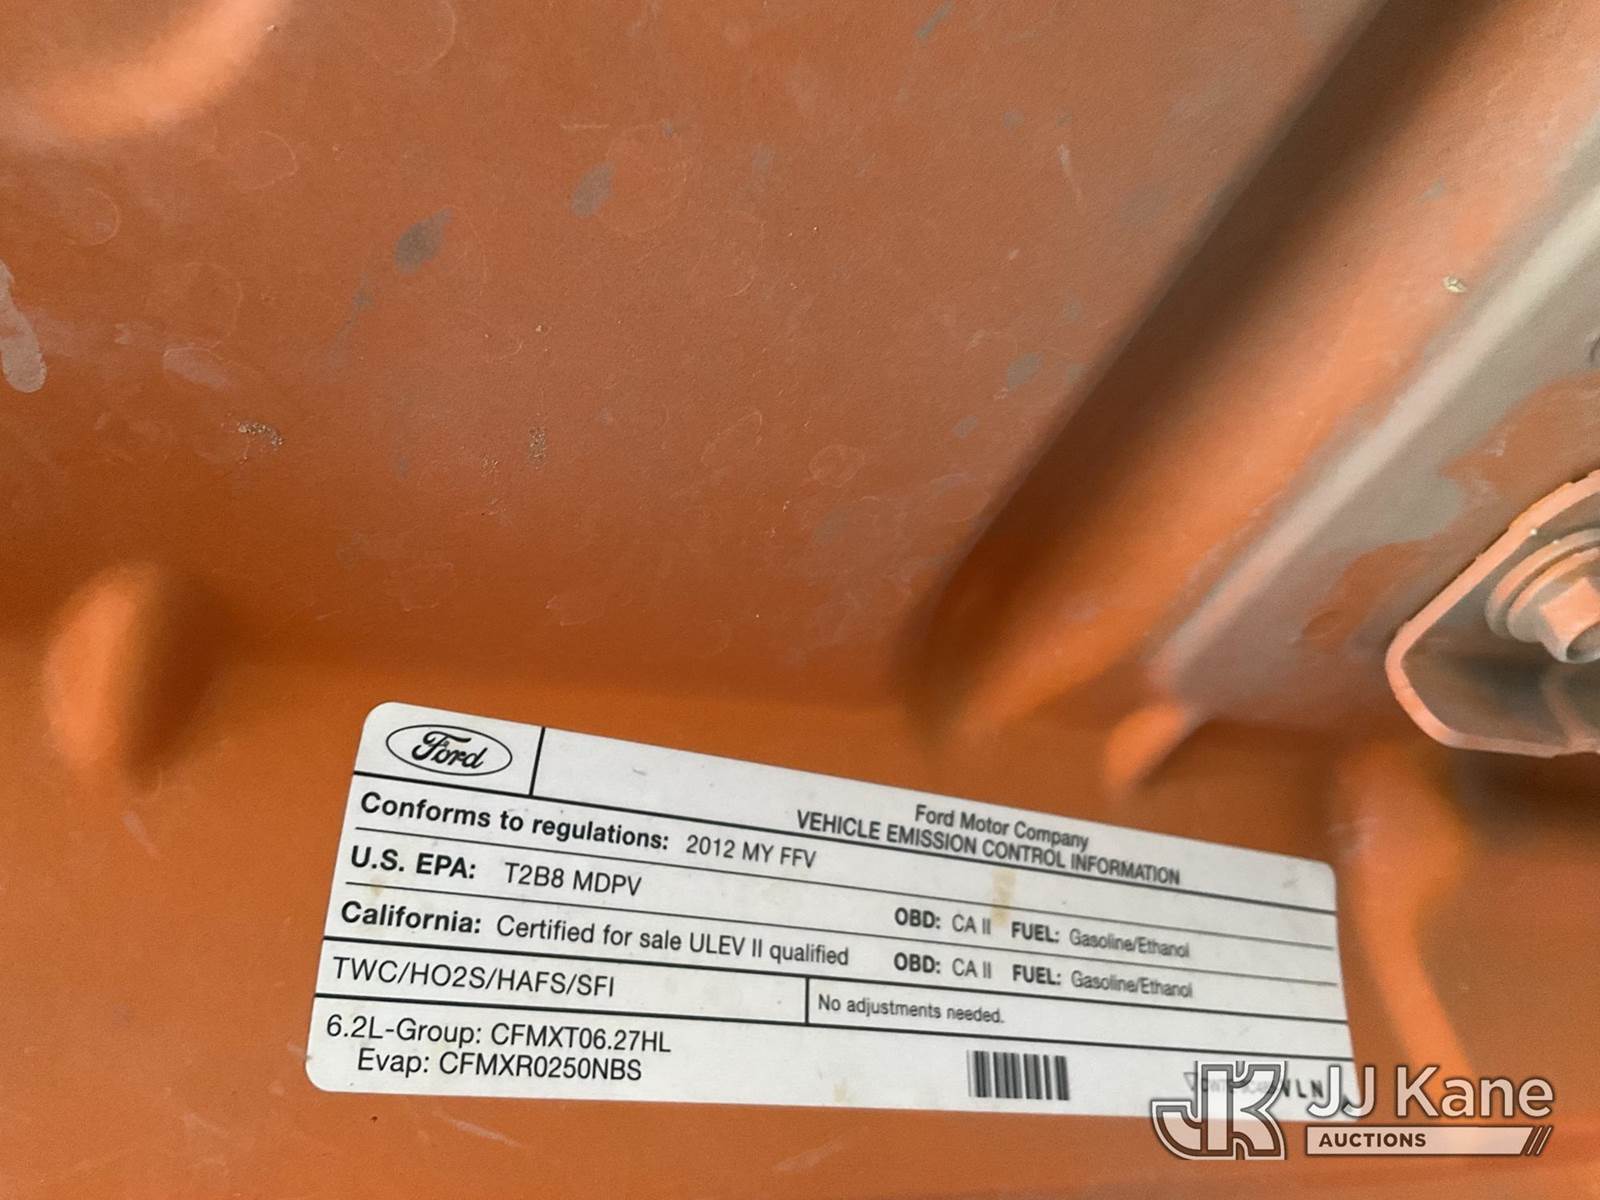 Ford
Ford Motor Company
VEHICLE EMISSION CONTROL INFORMATION
Conforms to regulations: 2012 MY FFV
U.S. EPA: T2B8 MDPV OBD: CA II FUEL: Gasoline/Ethanol
California: Certified for sale ULEV II qualified OBD: CA II FUEL: Gasoline/Ethanol
TWC/HO2S/HAFS/SFI
No adjustments needed.
6.2L-Group: CFMXT06.27HL
Evap: CFMXR0250NBS
VLN
JK JJ Kane
AUCTIONS